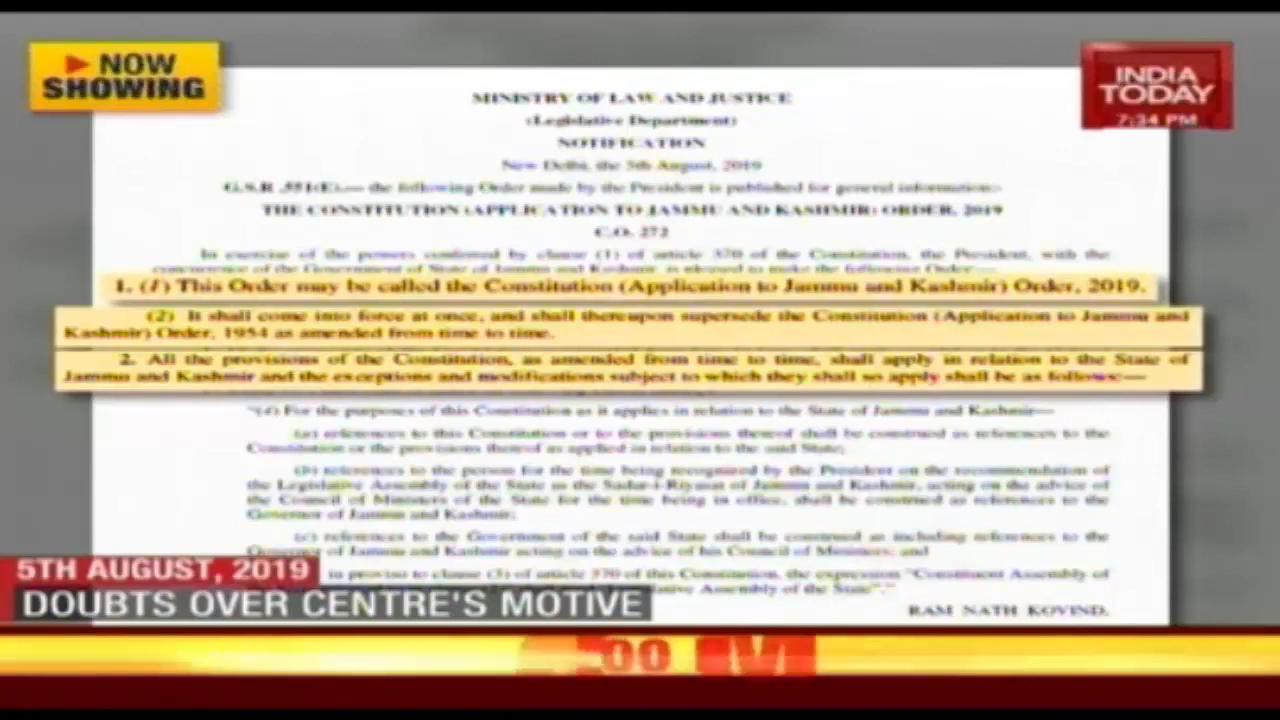 NOW
SHOWING
INDIA
TODAY
7:34 PM
MINISTRY OF LAW AND JUSTICE
(Legislative Department)
NOTIFICATION
New Delhi, the 5th August, 2019
G.S.R .551(E).— the following Order made by the President is published for general information:-
THE CONSTITUTION (APPLICATION TO JAMMU AND KASHMIR) ORDER, 2019
C.O. 272
In exercise of the powers conferred by clause (1) of article 370 of the Constitution, the President, with the
concurrence of the Government of State of Jammu and Kashmir, is pleased to make the following Order:—
1. (1) This Order may be called the Constitution (Application to Jammu and Kashmir) Order, 2019.
(2) It shall come into force at once, and shall thereupon supersede the Constitution (Application to Jammu and
Kashmir) Order, 1954 as amended from time to time.
2. All the provisions of the Constitution, as amended from time to time, shall apply in relation to the State of
Jammu and Kashmir and the exceptions and modifications subject to which they shall so apply shall be as follows:—
"(4) For the purposes of this Constitution as it applies in relation to the State of Jammu and Kashmir—
(a) references to this Constitution or to the provisions thereof shall be construed as references to the
Constitution or the provisions thereof as applied in relation to the said State;
(b) references to the person for the time being recognized by the President on the recommendation of
the Legislative Assembly of the State as the Sadar-i-Riyasat of Jammu and Kashmir, acting on the advice of
the Council of Ministers of the State for the time being in office, shall be construed as references to the
Governor of Jammu and Kashmir;
(c) references to the Government of the said State shall be construed as including references to the
Governor of Jammu and Kashmir acting on the advice of his Council of Ministers; and
in proviso to clause (3) of article 370 of this Constitution, the expression "Constituent Assembly of
Assembly of the State"."
RAM NATH KOVIND,
5TH AUGUST, 2019
DOUBTS OVER CENTRE'S MOTIVE